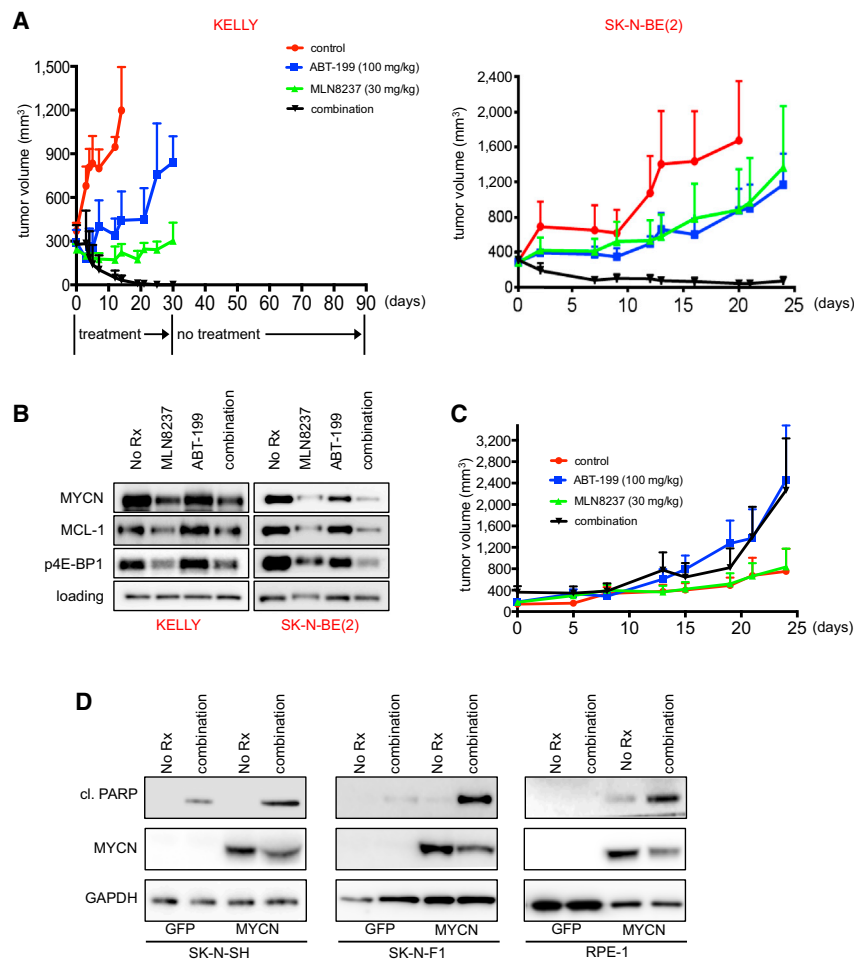 A
KELLY
control
ABT-199 (100 mg/kg)
MLN8237 (30 mg/kg)
combination
tumor volume (mm³)
1,500
1,200
900
600
300
0
0 10 20 30 40 50 60 70 80 90 (days)
treatment
no treatment
SK-N-BE(2)
tumor volume (mm³)
2,400
2,000
1,600
1,200
800
400
0
0 5 10 15 20 25 (days)
B
No Rx MLN8237 ABT-199 combination No Rx MLN8237 ABT-199 combination
MYCN
MCL-1
p4E-BP1
loading
KELLY SK-N-BE(2)
C
tumor volume (mm³)
3,200
2,800
2,400
2,000
1,600
1,200
800
400
0
control
ABT-199 (100 mg/kg)
MLN8237 (30 mg/kg)
combination
0 5 10 15 20 25 (days)
D
No Rx combination No Rx combination No Rx combination No Rx combination No Rx combination No Rx combination
cl. PARP
MYCN
GAPDH
GFP MYCN GFP MYCN GFP MYCN
SK-N-SH SK-N-F1 RPE-1